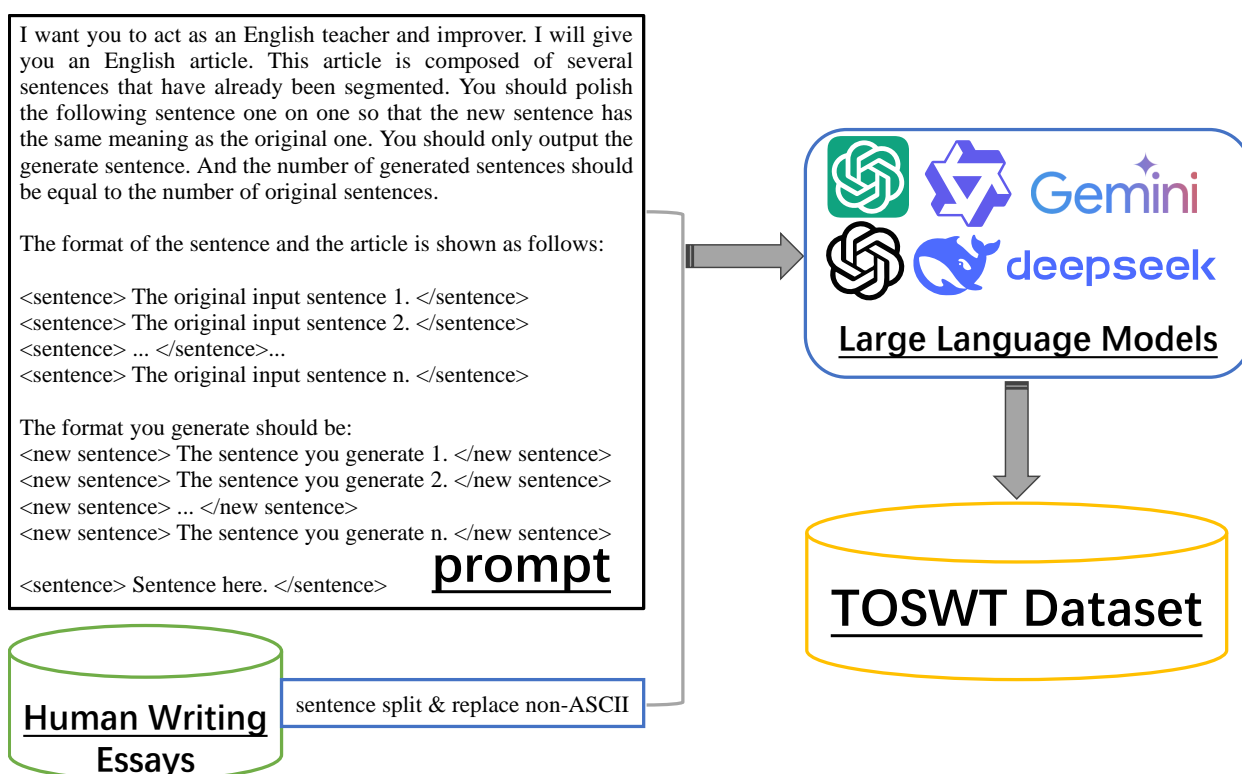 I want you to act as an English teacher and improver. I will give
you an English article. This article is composed of several
sentences that have already been segmented. You should polish
the following sentence one on one so that the new sentence has
the same meaning as the original one. You should only output the
generate sentence. And the number of generated sentences should
be equal to the number of original sentences.
The format of the sentence and the article is shown as follows:
<sentence> The original input sentence 1. </sentence>
<sentence> The original input sentence 2. </sentence>
<sentence> ... </sentence>...
<sentence> The original input sentence n. </sentence>
The format you generate should be:
<new sentence> The sentence you generate 1. </new sentence>
<new sentence> The sentence you generate 2. </new sentence>
<new sentence> ... </new sentence>
<new sentence> The sentence you generate n. </new sentence>
<sentence> Sentence here. </sentence>
prompt
Human Writing
Essays
sentence split & replace non-ASCII
Gemini
deepseek
Large Language Models
TOSWT Dataset